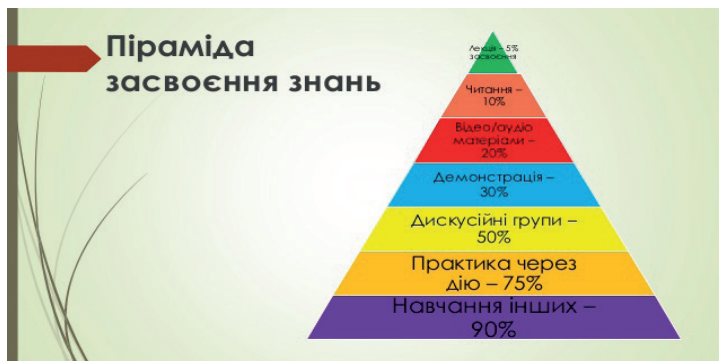 Піраміда
засвоєння знань
Лекція – 5%
засвоєння
Читання –
10%
Відео/аудіо
матеріали –
20%
Демонстрація –
30%
Дискусійні групи –
50%
Практика через
дію – 75%
Навчання інших –
90%